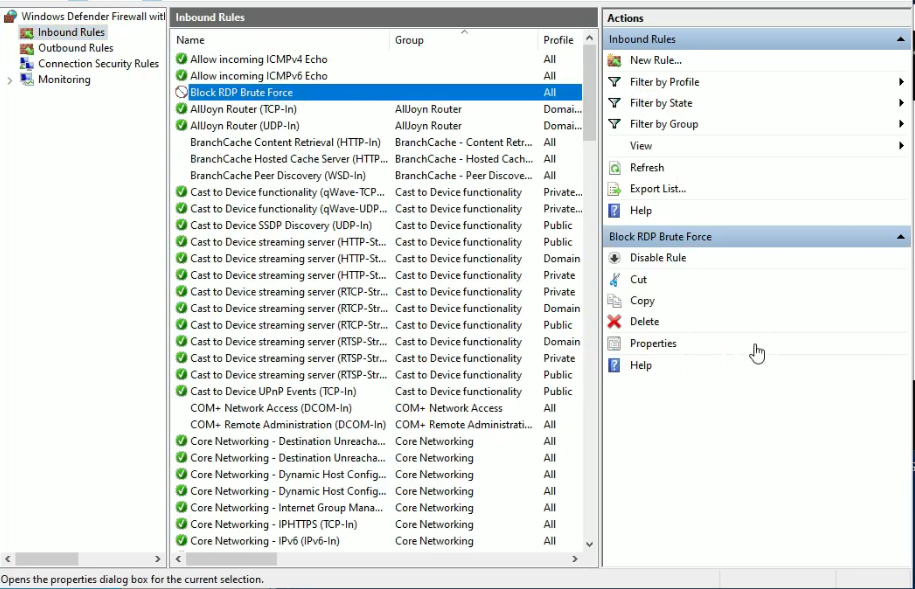 Windows Defender Firewall with
Inbound Rules
Outbound Rules
Connection Security Rules
Monitoring
Inbound Rules
Name Group Profile
Allow incoming ICMPv4 Echo All
Allow incoming ICMPv6 Echo All
Block RDP Brute Force All
AllJoyn Router (TCP-In) AllJoyn Router Domai...
AllJoyn Router (UDP-In) AllJoyn Router Domai...
BranchCache Content Retrieval (HTTP-In) BranchCache - Content Retr... All
BranchCache Hosted Cache Server (HTTP... BranchCache - Hosted Cach... All
BranchCache Peer Discovery (WSD-In) BranchCache - Peer Discove... All
Cast to Device functionality (qWave-TCP... Cast to Device functionality Private...
Cast to Device functionality (qWave-UDP... Cast to Device functionality Private...
Cast to Device SSDP Discovery (UDP-In) Cast to Device functionality Public
Cast to Device streaming server (HTTP-St... Cast to Device functionality Public
Cast to Device streaming server (HTTP-St... Cast to Device functionality Domain
Cast to Device streaming server (HTTP-St... Cast to Device functionality Private
Cast to Device streaming server (RTCP-Str... Cast to Device functionality Private
Cast to Device streaming server (RTCP-Str... Cast to Device functionality Domain
Cast to Device streaming server (RTCP-Str... Cast to Device functionality Public
Cast to Device streaming server (RTSP-Str... Cast to Device functionality Domain
Cast to Device streaming server (RTSP-Str... Cast to Device functionality Private
Cast to Device streaming server (RTSP-Str... Cast to Device functionality Public
Cast to Device UPnP Events (TCP-In) Cast to Device functionality Public
COM+ Network Access (DCOM-In) COM+ Network Access All
COM+ Remote Administration (DCOM-In) COM+ Remote Administrati... All
Core Networking - Destination Unreacha... Core Networking All
Core Networking - Destination Unreacha... Core Networking All
Core Networking - Dynamic Host Config... Core Networking All
Core Networking - Dynamic Host Config... Core Networking All
Core Networking - Internet Group Mana... Core Networking All
Core Networking - IPHTTPS (TCP-In) Core Networking All
Core Networking - IPv6 (IPv6-In) Core Networking All
Actions
Inbound Rules
New Rule...
Filter by Profile
Filter by State
Filter by Group
View
Refresh
Export List...
Help
Block RDP Brute Force
Disable Rule
Cut
Copy
Delete
Properties
Help
Opens the properties dialog box for the current selection.